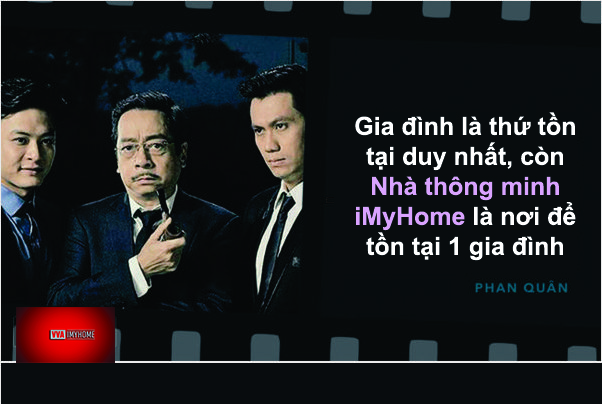 Gia đình là thứ tồn
tại duy nhất, còn
Nhà thông minh
iMyHome là nơi để
tồn tại 1 gia đình
PHAN QUÂN
VYA IMYHOME